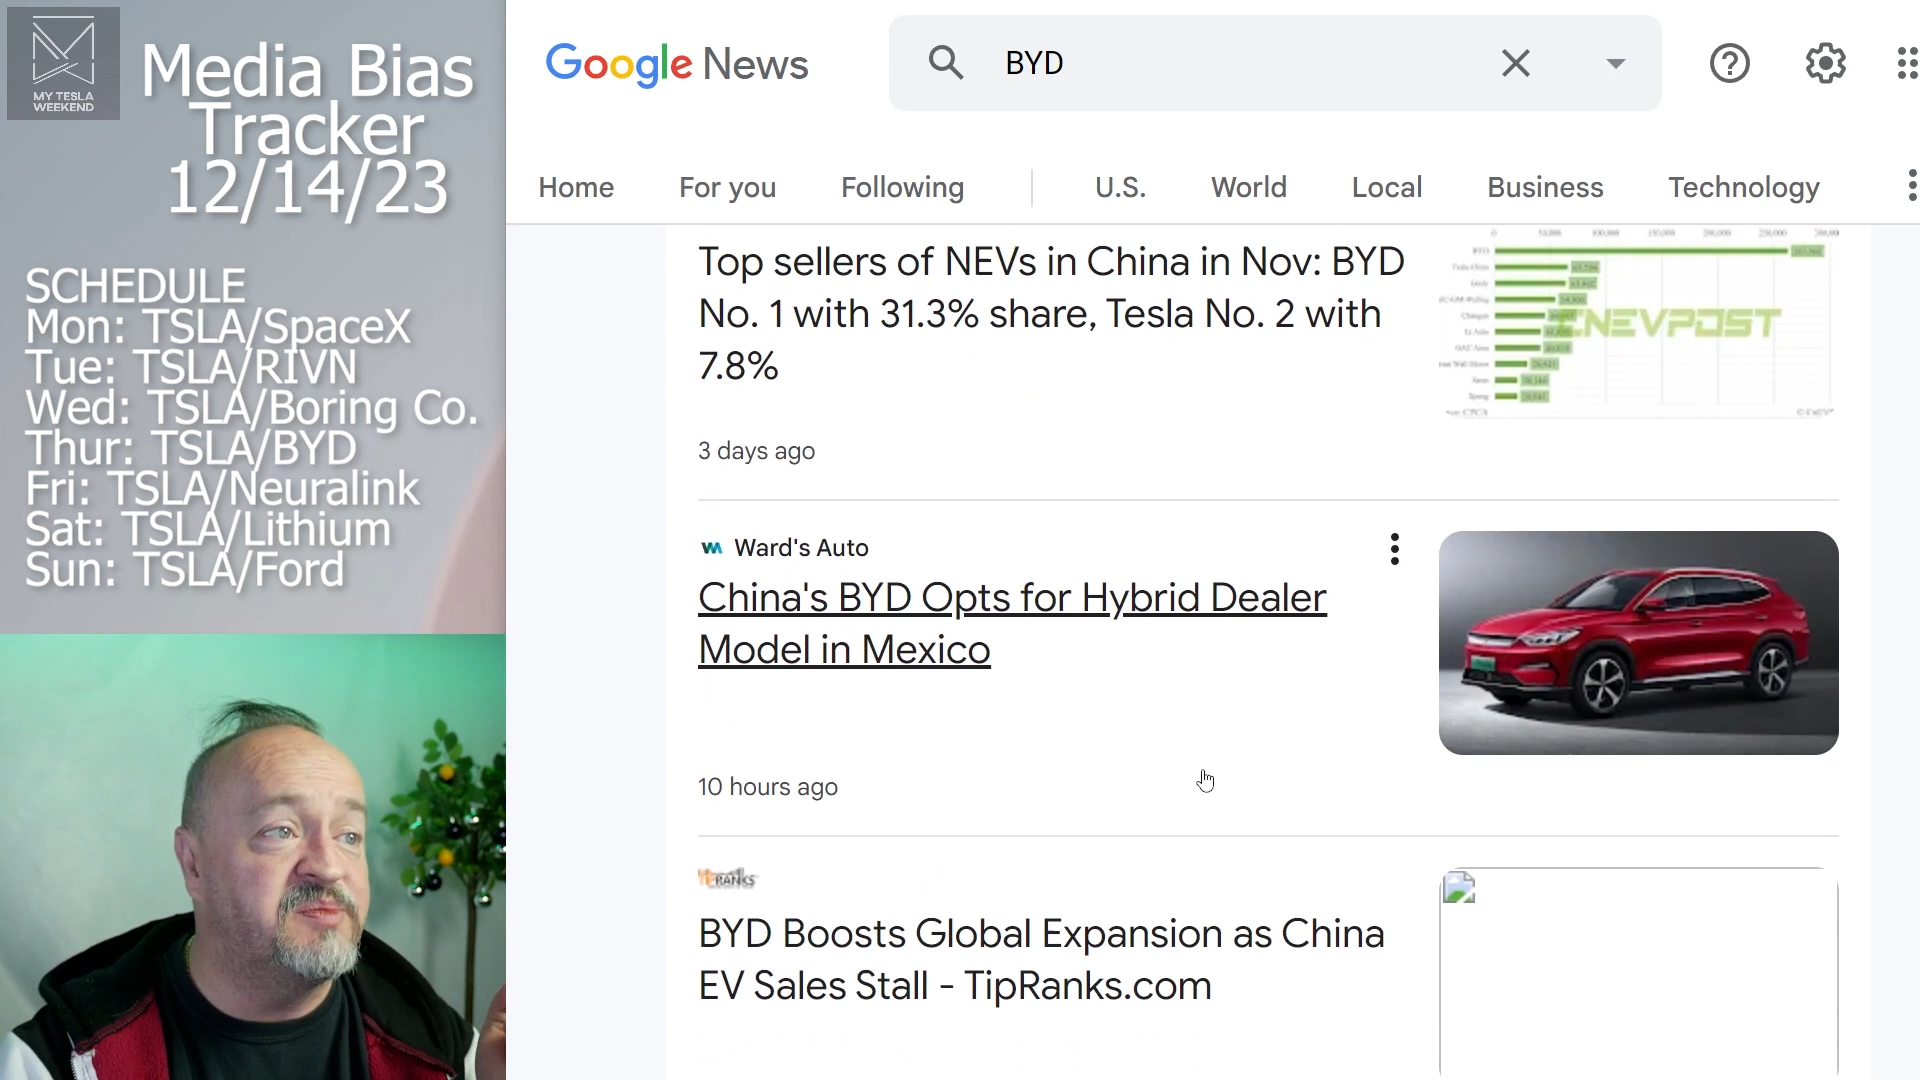 MY TESLA
WEEKEND
Media Bias
Tracker
12/14/23
SCHEDULE
Mon: TSLA/SpaceX
Tue: TSLA/RIVN
Wed: TSLA/Boring Co.
Thur: TSLA/BYD
Fri: TSLA/Neuralink
Sat: TSLA/Lithium
Sun: TSLA/Ford
Google News
BYD
Home For you Following U.S. World Local Business Technology
Top sellers of NEVs in China in Nov: BYD
No. 1 with 31.3% share, Tesla No. 2 with
7.8%
3 days ago
CNEVPOST
Ward's Auto
China's BYD Opts for Hybrid Dealer
Model in Mexico
10 hours ago
TIPRANKS
BYD Boosts Global Expansion as China
EV Sales Stall - TipRanks.com